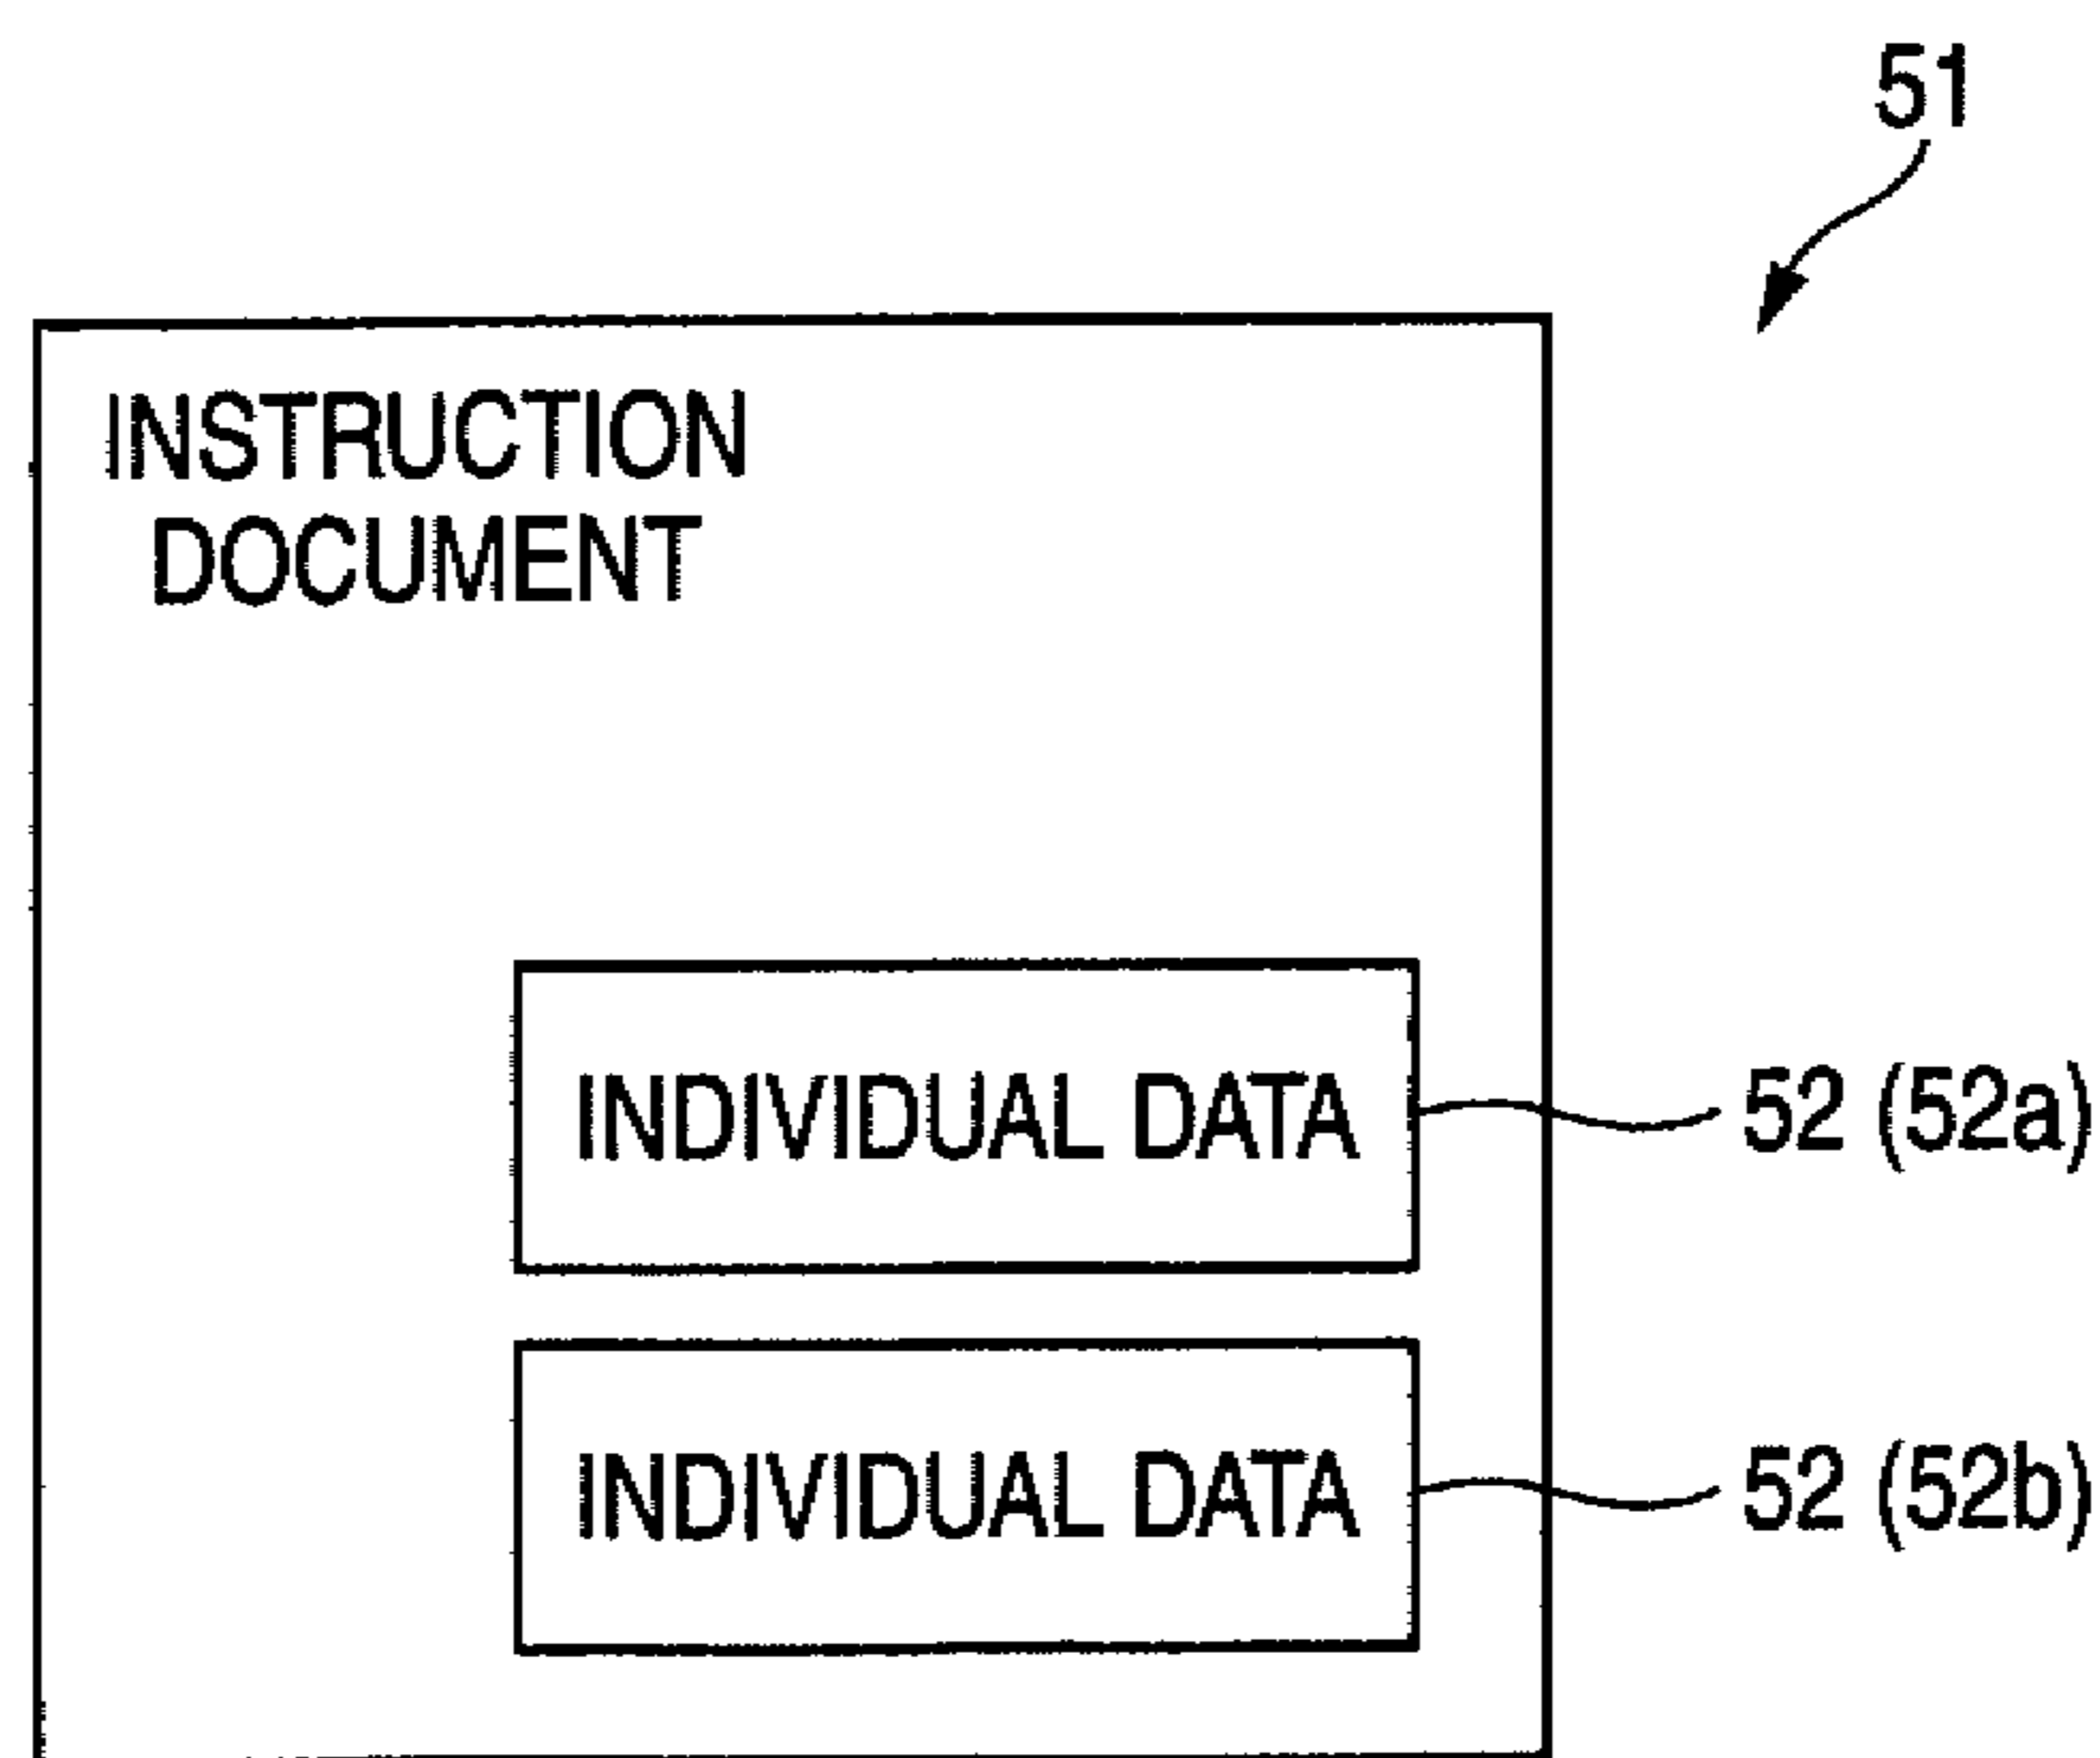 51
INSTRUCTION
DOCUMENT
INDIVIDUAL DATA
52 (52a)
INDIVIDUAL DATA
52 (52b)